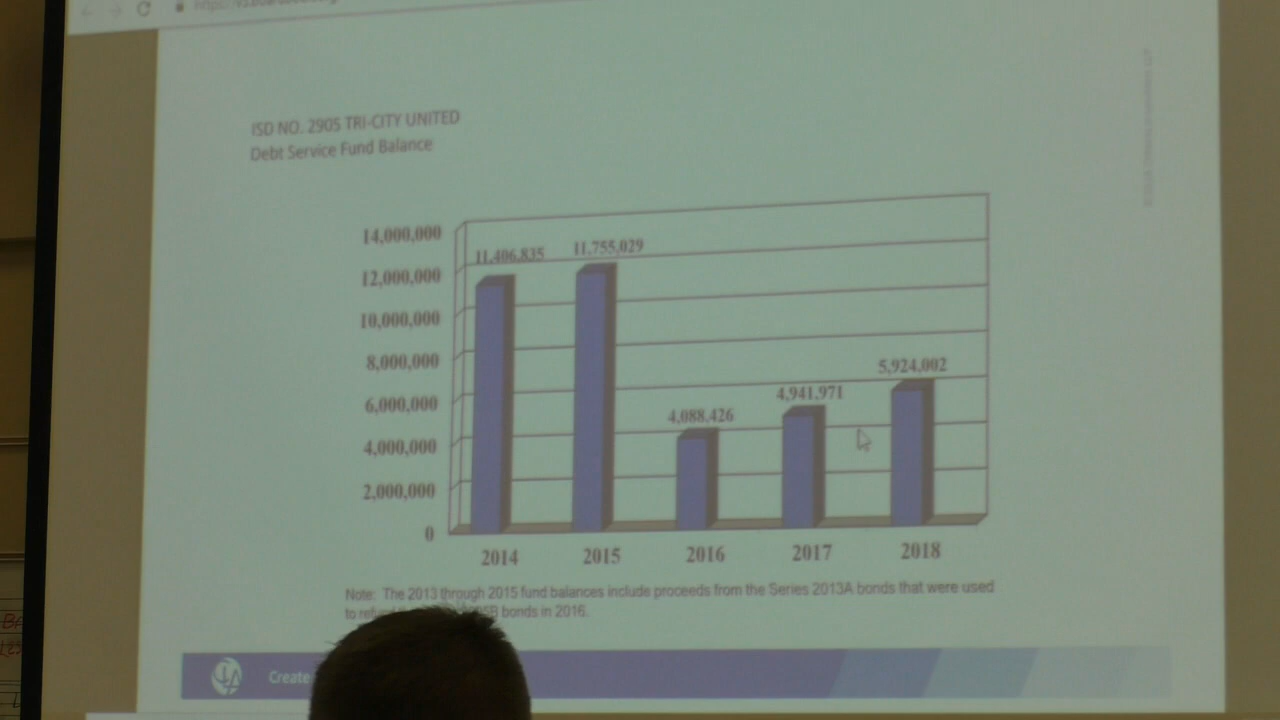 ISD NO. 2905 TRI-CITY UNITED
Debt Service Fund Balance
14,000,000
12,000,000
10,000,000
8,000,000
6,000,000
4,000,000
2,000,000
0
11,406,835
11,755,029
4,088,426
4,941,971
5,924,002
2014 2015 2016 2017 2018
Note: The 2013 through 2015 fund balances include proceeds from the Series 2013A bonds that were used
to bonds in 2016.
Create